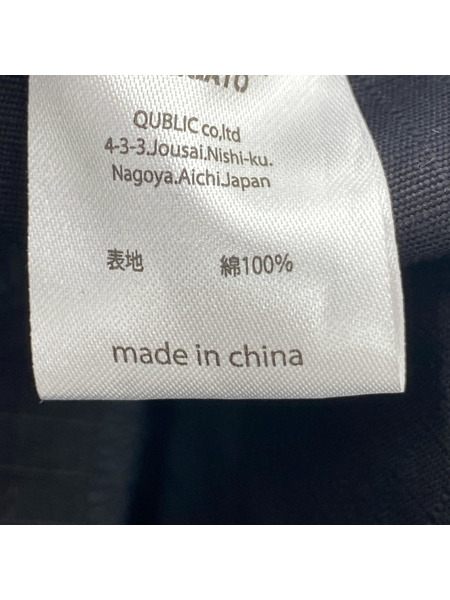 QUBLIC co,ltd
4-3-3.Jousai.Nishi-ku.
Nagoya.Aichi.Japan
表地 綿100%
made in china